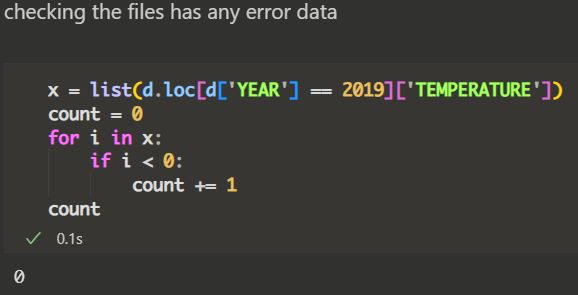 checking the files has any error data
x = list(d.loc[d['YEAR'] == 2019]['TEMPERATURE'])
count = 0
for i in x:
    if i < 0:
        count += 1
count
✓ 0.1s
0